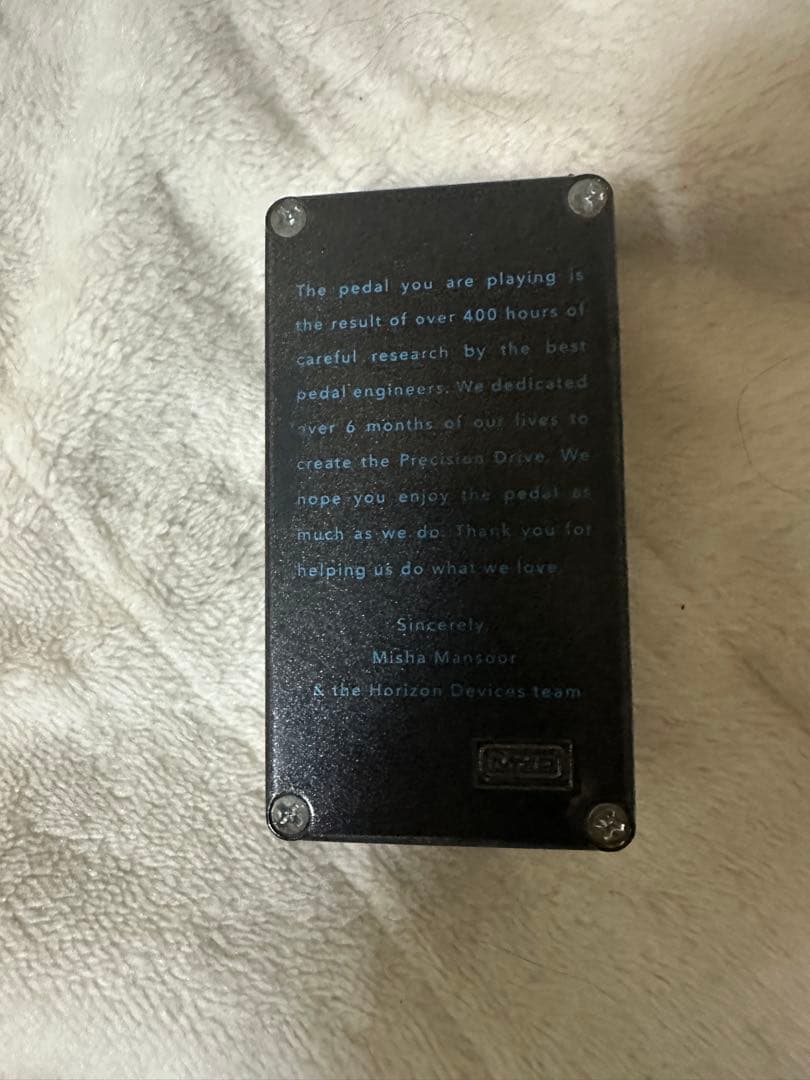 The pedal you are playing is
the result of over 400 hours of
careful research by the best
pedal engineers. We dedicated
over 6 months of our lives to
create the Precision Drive. We
hope you enjoy the pedal as
much as we do. Thank you for
helping us do what we love.
Sincerely,
Misha Mansoor
& the Horizon Devices team